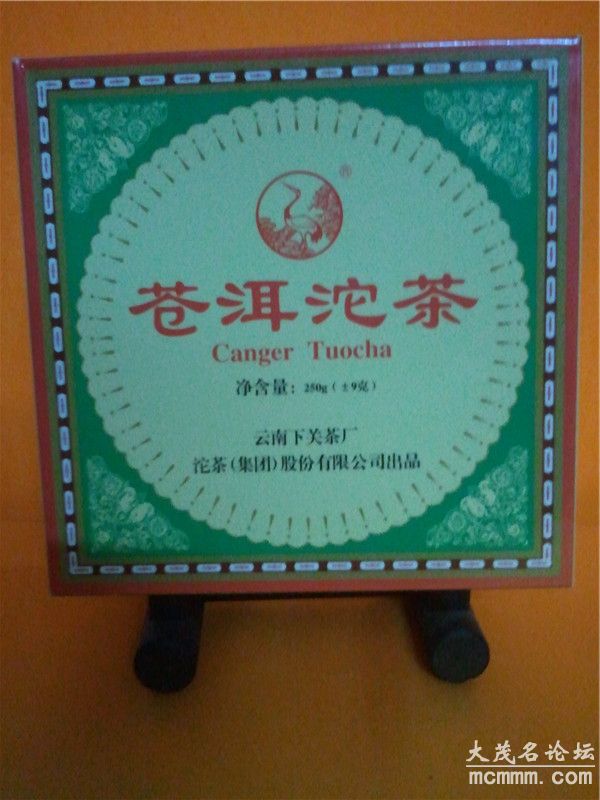 ®
苍洱沱茶
Canger Tuocha
净含量：250g（±9克）
云南下关茶厂
沱茶(集团)股份有限公司出品
大茂名论坛
mcmmm.com